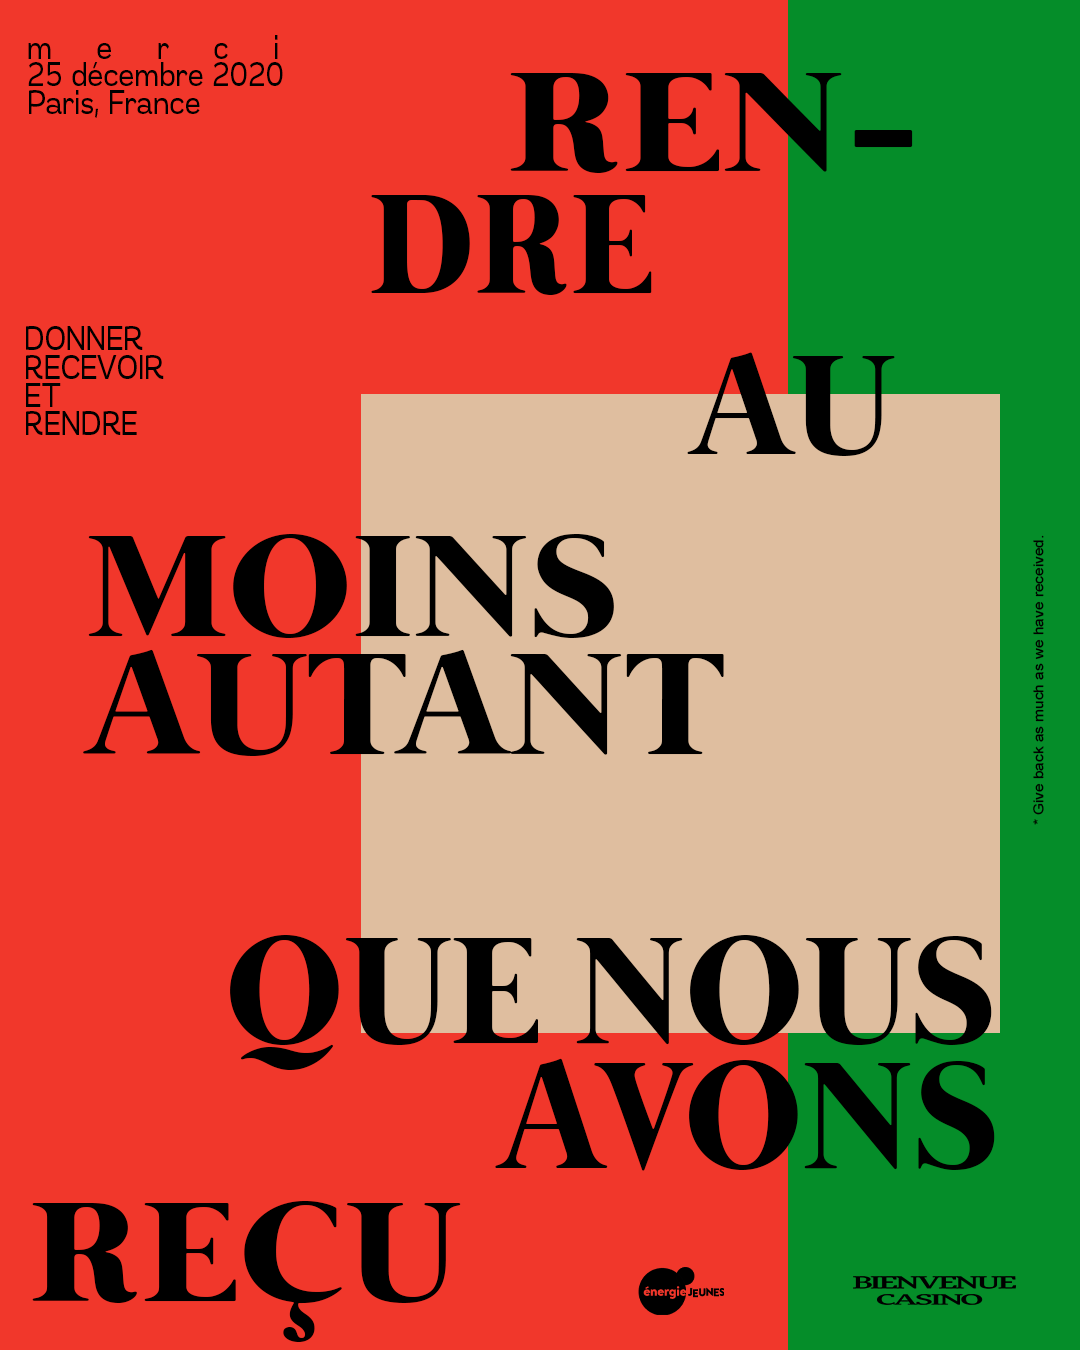 m e r c i
25 décembre 2020
Paris, France
REN-
DRE
DONNER
RECEVOIR
ET
RENDRE
AU
MOINS
AUTANT
* Give back as much as we have received.
QUE NOUS
AVONS
REÇU
énergie JEUNES
BIENVENUE
CASINO